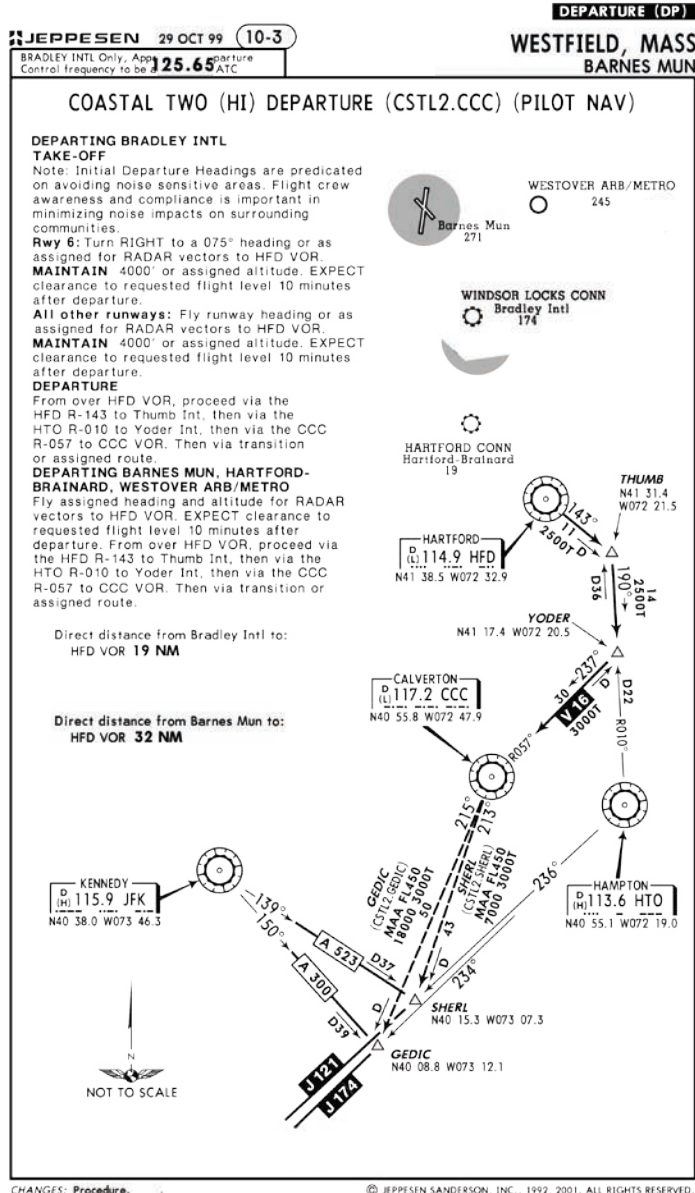 DEPARTURE (DP)
JEPPESEN 29 OCT 99 10-3
WESTFIELD, MASS
BARNES MUN
BRADLEY INTL Only, parture
Control frequency to be 125.65 ATC
COASTAL TWO (HI) DEPARTURE (CSTL2.CCC) (PILOT NAV)
DEPARTING BRADLEY INTL
TAKE-OFF
Note: Initial Departure Headings are predicated
on avoiding noise sensitive areas. Flight crew
awareness and compliance is important in
minimizing noise impacts on surrounding
communities.
Rwy 6: Turn RIGHT to a 075° heading or as
assigned for RADAR vectors to HFD VOR.
MAINTAIN 4000' or assigned altitude. EXPECT
clearance to requested flight level 10 minutes
after departure.
All other runways: Fly runway heading or as
assigned for RADAR vectors to HFD VOR.
MAINTAIN 4000' or assigned altitude. EXPECT
clearance to requested flight level 10 minutes
after departure.
DEPARTURE
From over HFD VOR, proceed via the
HFD R-143 to Thumb Int, then via the
HTO R-010 to Yoder Int, then via the CCC
R-057 to CCC VOR. Then via transition
or assigned route.
DEPARTING BARNES MUN, HARTFORD-
BRAINARD, WESTOVER ARB/METRO
Fly assigned heading and altitude for RADAR
vectors to HFD VOR. EXPECT clearance to
requested flight level 10 minutes after
departure. From over HFD VOR, proceed via
the HFD R-143 to Thumb Int, then via the
HTO R-010 to Yoder Int, then via the CCC
R-057 to CCC VOR. Then via transition or
assigned route.
Direct distance from Bradley Intl to:
HFD VOR 19 NM
Direct distance from Barnes Mun to:
HFD VOR 32 NM
Barnes Mun
271
WESTOVER ARB/METRO
245
WINDSOR LOCKS CONN
Bradley Intl
174
HARTFORD CONN
Hartford-Brainard
19
THUMB
N41 31.4
W072 21.5
143°
11 D
2500T
HARTFORD
D
(L) 114.9 HFD
N41 38.5 W072 32.9
D36
190°
14
2500T
YODER
N41 17.4 W072 20.5
30
237°
D
V 16
3000T
D22
R010°
R057°
CALVERTON
D
(L) 117.2 CCC
N40 55.8 W072 47.9
215°
213°
GEDIC
(CSTL2.GEDIC)
MAA FL450
18000 3000T
50
SHERL
(CSTL2.SHERL)
MAA FL450
7000 3000T
43
D
236°
234°
HAMPTON
D
(H) 113.6 HTO
N40 55.1 W072 19.0
KENNEDY
D
(H) 115.9 JFK
N40 38.0 W073 46.3
139°
150°
A 523
D37
A 300
D39
D
D
SHERL
N40 15.3 W073 07.3
GEDIC
N40 08.8 W073 12.1
J 121
J 174
N
NOT TO SCALE
CHANGES: Procedure.
© JEPPESEN SANDERSON, INC., 1992, 2001. ALL RIGHTS RESERVED.